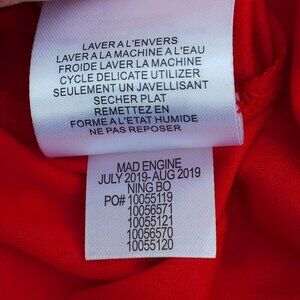 LAVER A L'ENVERS
LAVER A LA MACHINE A L'EAU
FROIDE LAVER LA MACHINE
CYCLE DELICATE UTILIZER
SEULEMENT UN JAVELLISANT
SECHER PLAT
REMETTEZ EN
FORME A L'ETAT HUMIDE
NE PAS REPOSER
MAD ENGINE
JULY 2019-AUG 2019
NING BO
PO# 10055119
10056571
10055121
10056570
10055120